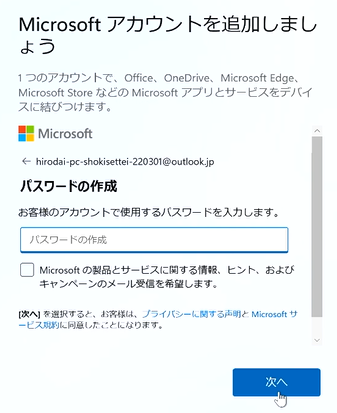 Microsoft アカウントを追加しまし
ょう
1 つのアカウントで、Office、OneDrive、Microsoft Edge、
Microsoft Store などの Microsoft アプリとサービスをデバイ
スに結びつけます。
Microsoft
← hirodai-pc-shokisettei-220301@outlook.jp
パスワードの作成
お客様のアカウントで使用するパスワードを入力します。
パスワードの作成
Microsoft の製品とサービスに関する情報、ヒント、および
キャンペーンのメール受信を希望します。
[次へ] を選択すると、お客様は、プライバシーに関する声明と Microsoft サ
ービス規約に同意したことになります。
次へ